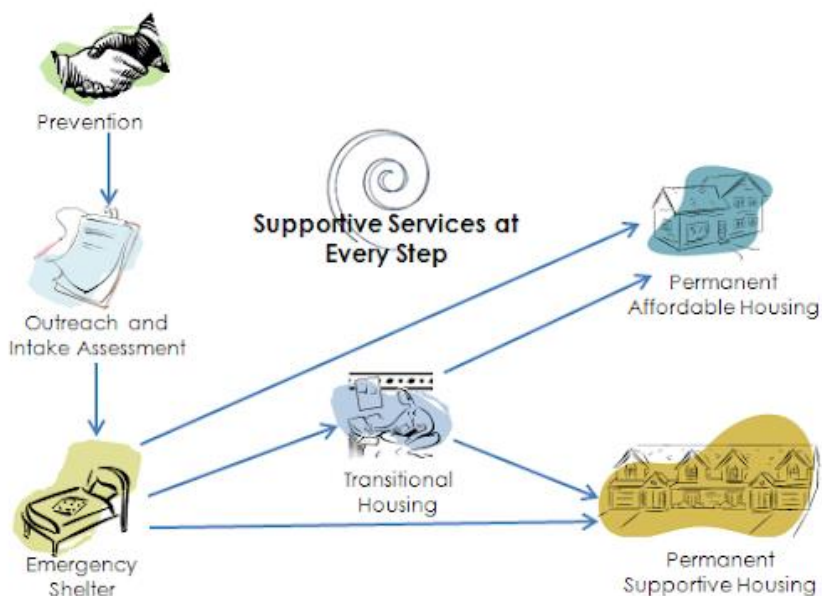 Prevention
Supportive Services at
Every Step
Outreach and
Intake Assessment
Permanent
Affordable Housing
Transitional
Housing
Emergency
Shelter
Permanent
Supportive Housing